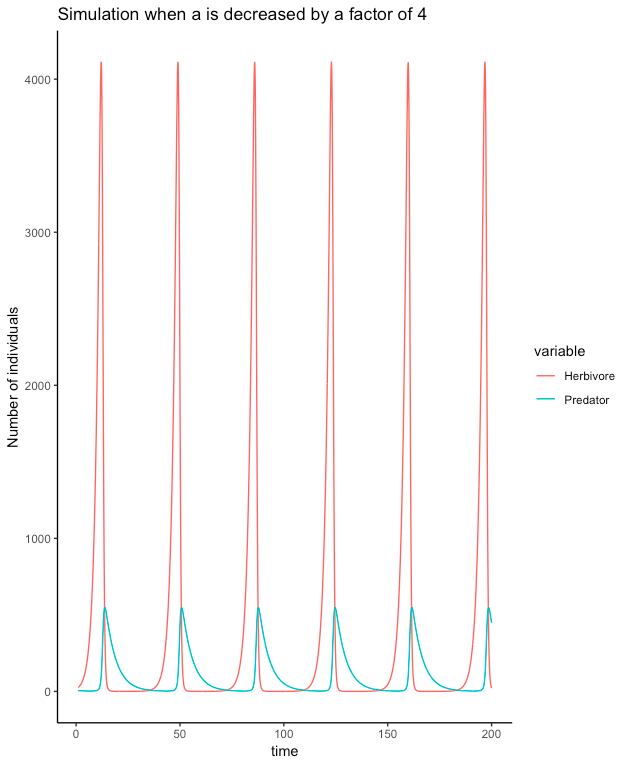 Simulation when a is decreased by a factor of 4
4000
3000
2000
1000
0
Number of individuals
0 50 100 150 200
time
variable
Herbivore
Predator